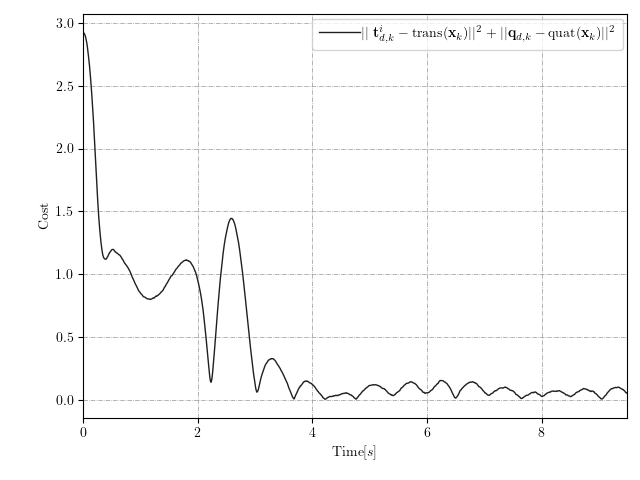 3.0
|| t^i_{d,k} − trans(x_k)||^2 + ||q_{d,k} − quat(x_k)||^2
2.5
2.0
1.5
Cost
1.0
0.5
0.0
0 2 4 6 8
Time[s]